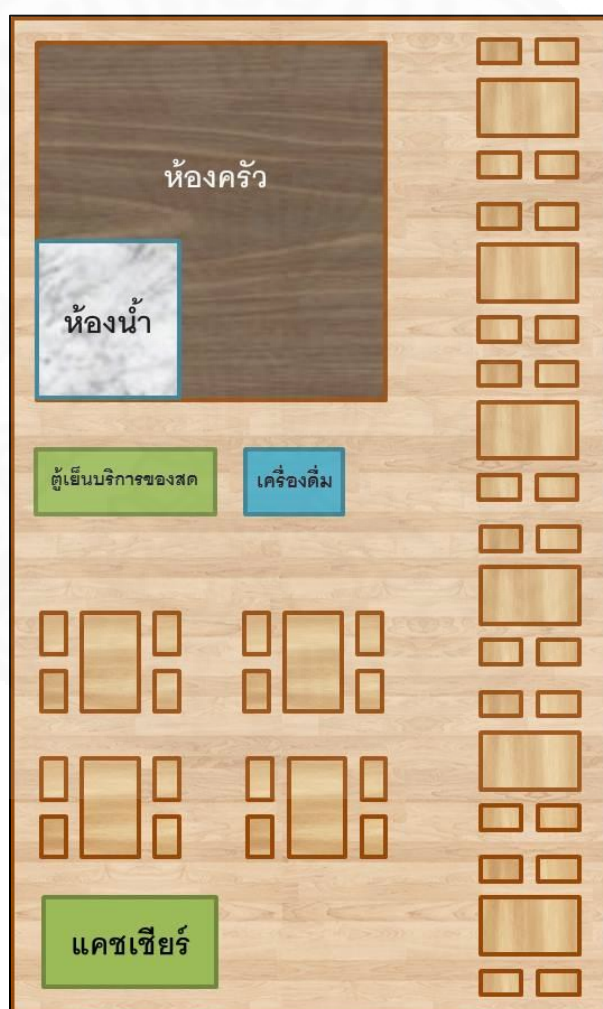 ห้องครัว
ห้องน้ำ
ตู้เย็นบริการของสด
เครื่องดื่ม
แคชเชียร์